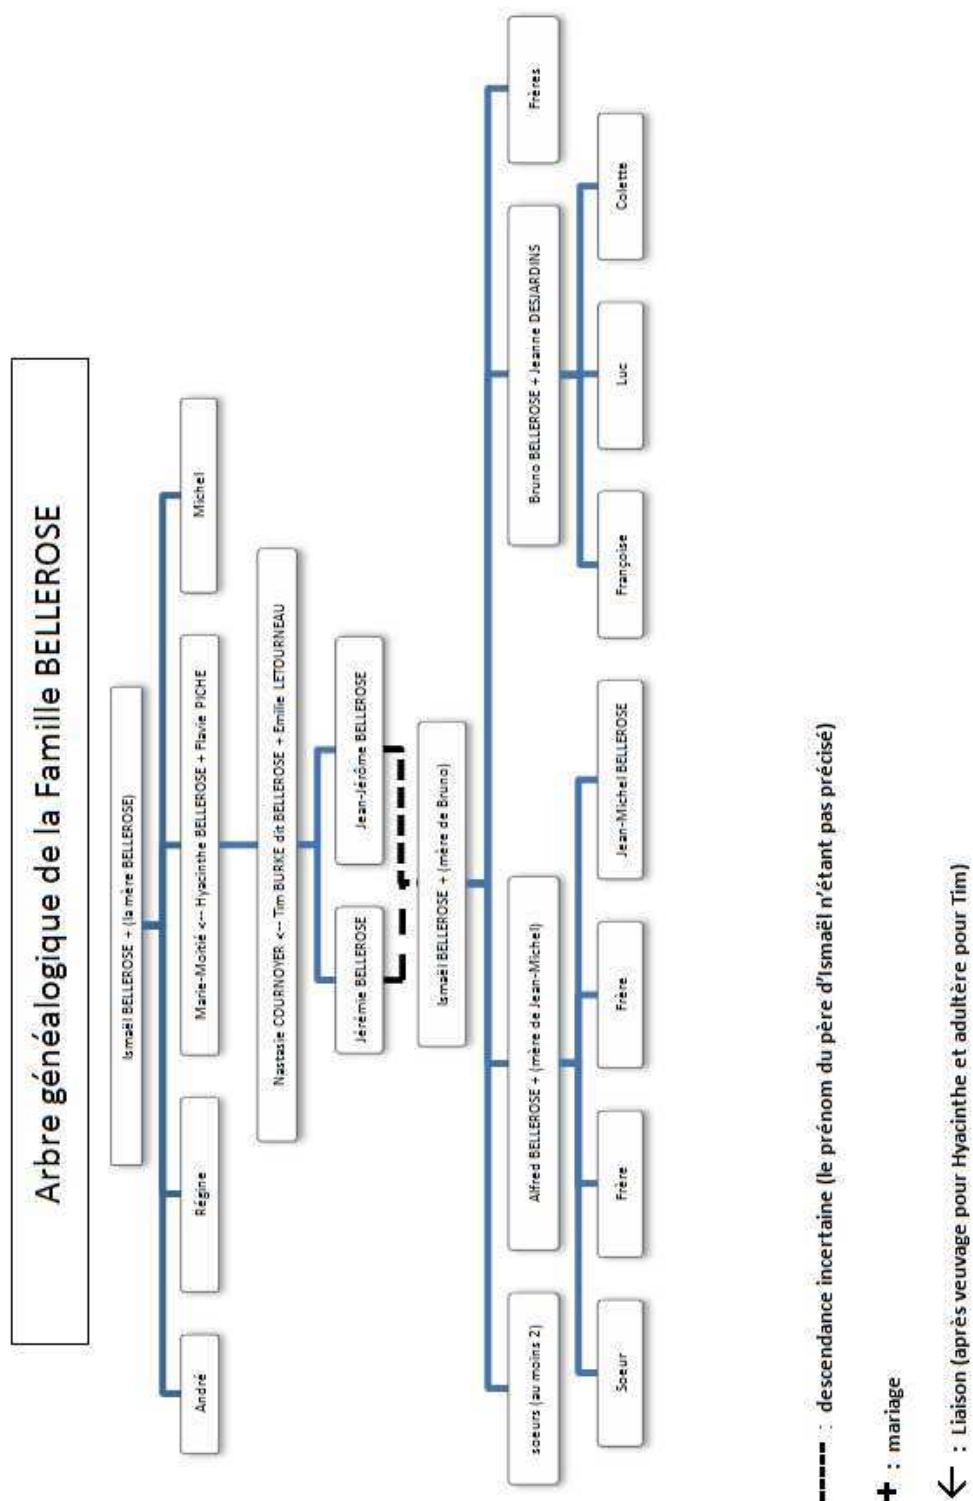 Arbre généalogique de la Famille BELLEROSE
Ismaël BELLEROSE + (la mère BELLEROSE)
André
Régine
Marie-Moitié <-- Hyacinthe BELLEROSE + Flavie PICHE
Michel
Nastasie COURNOYER <-- Tim BURKE dit BELLEROSE + Emilie LETOURNEAU
Jérémie BELLEROSE
Jean-Jérôme BELLEROSE
Ismaël BELLEROSE + (mère de Bruno)
sœurs (au moins 2)
Alfred BELLEROSE + (mère de Jean-Michel)
Bruno BELLEROSE + Jeanne DESJARDINS
Frères
Soeur
Frère
Frère
Jean-Michel BELLEROSE
Françoise
Luc
Colette
----- : descendance incertaine (le prénom du père d'Ismaël n'étant pas précisé)
+ : mariage
← : Liaison (après veuvage pour Hyacinthe et adultère pour Tim)